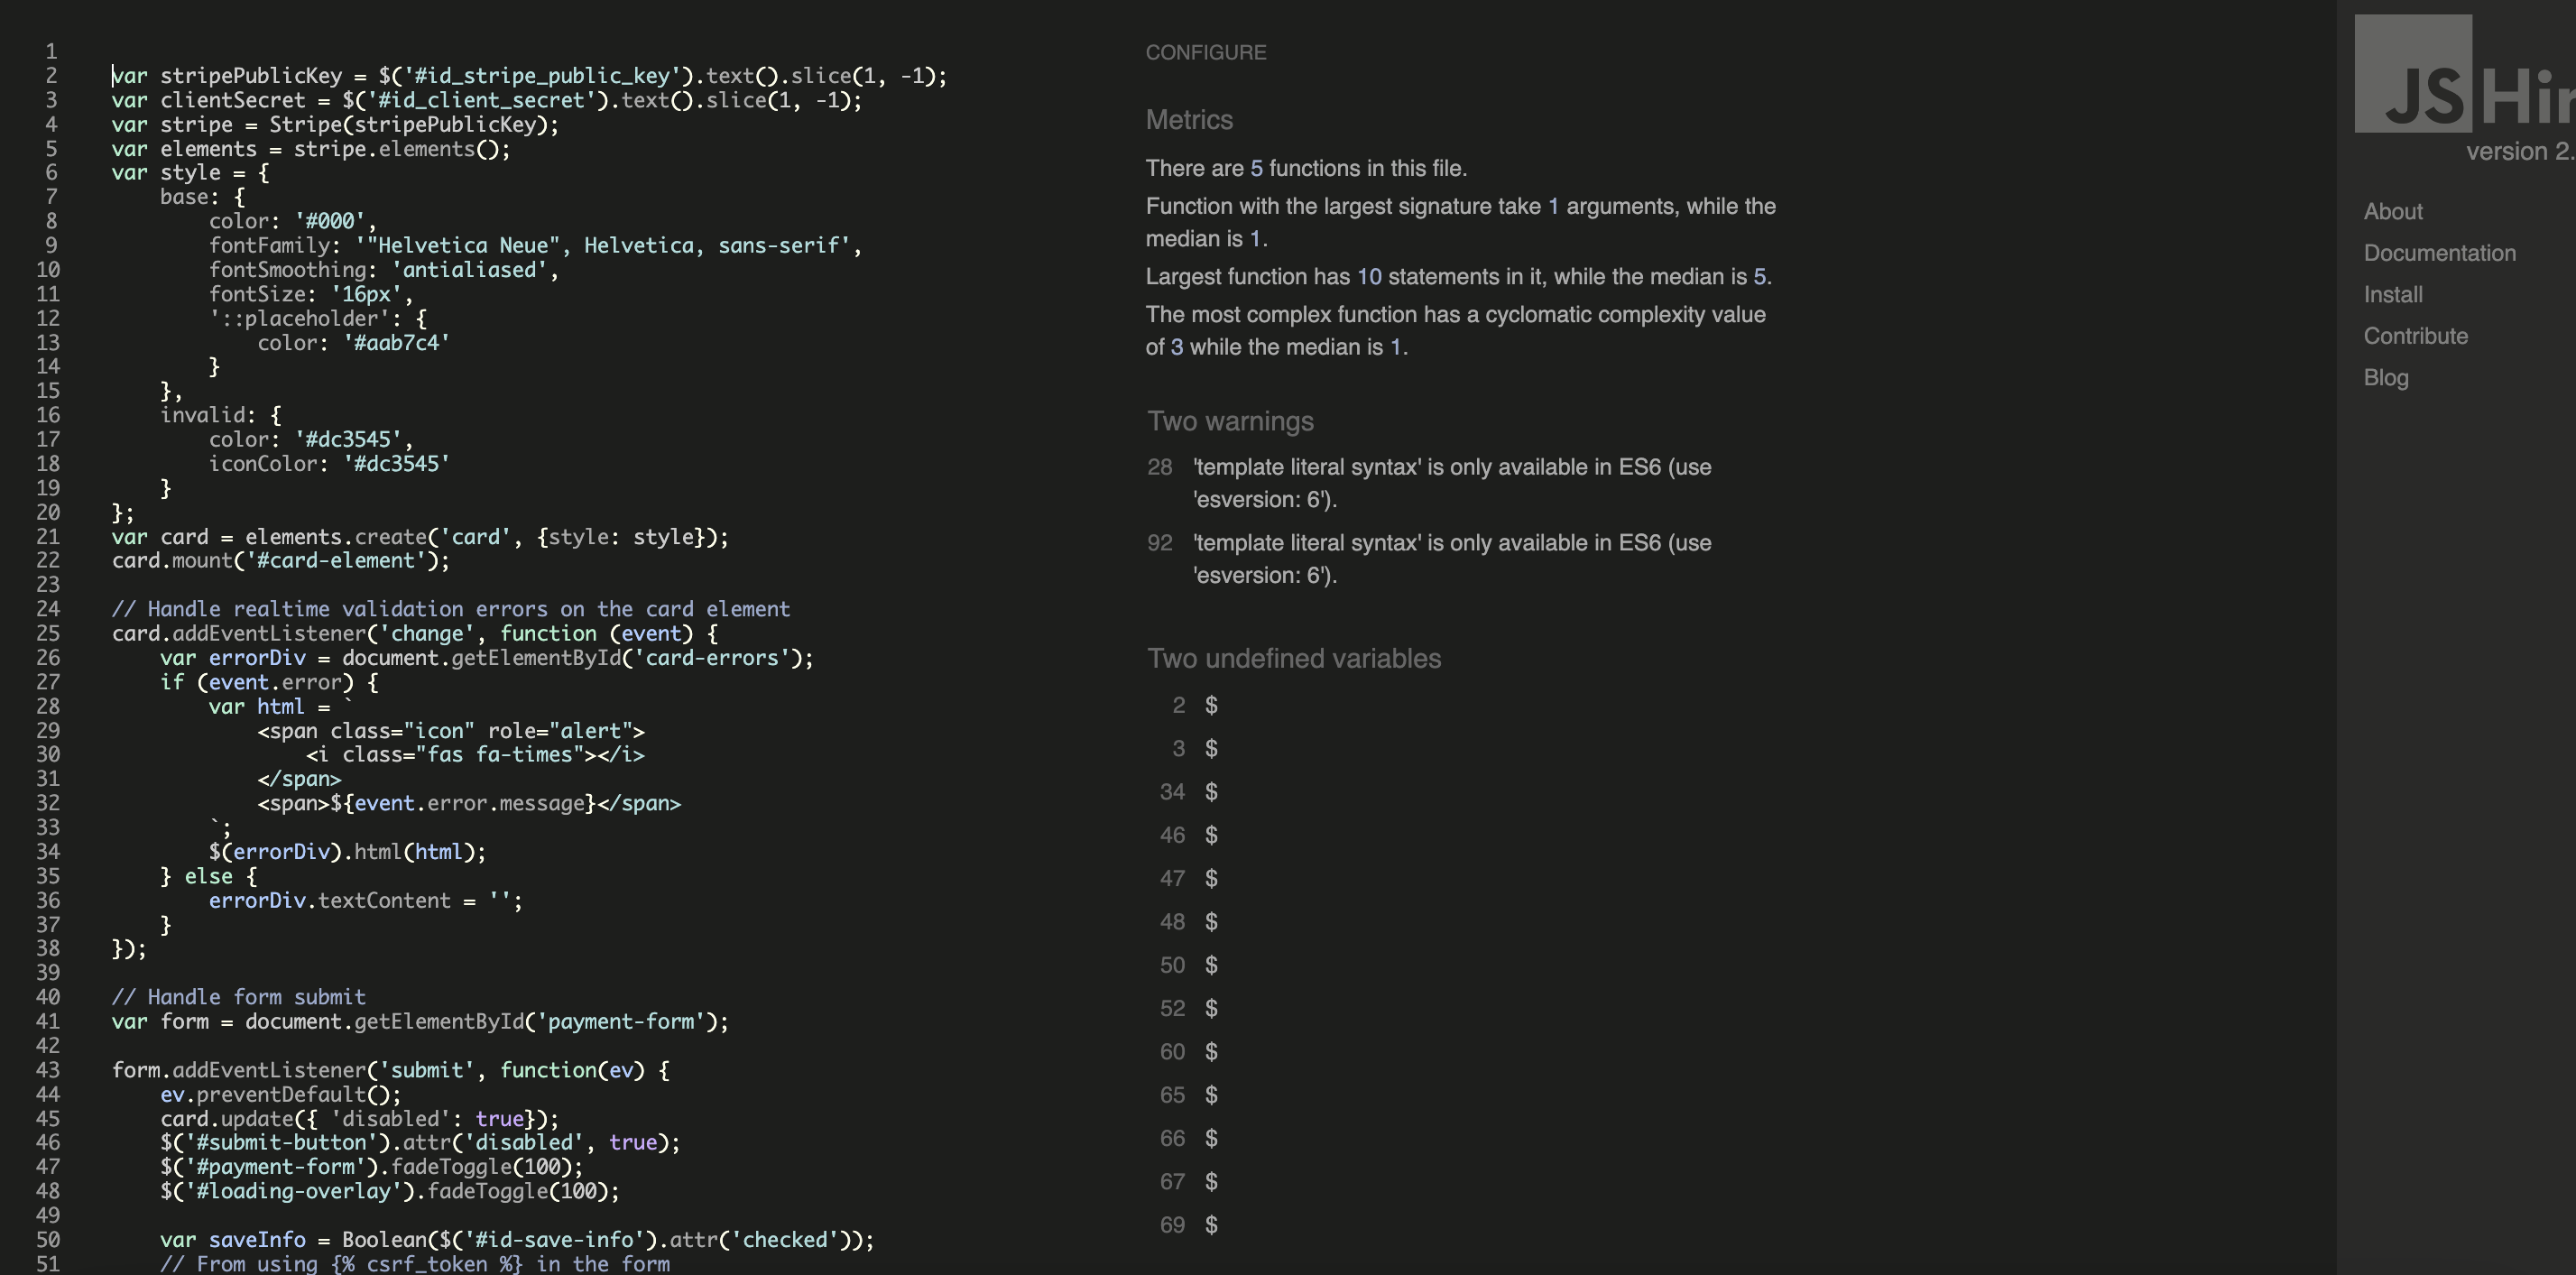 1
2 var stripePublicKey = $('#id_stripe_public_key').text().slice(1, -1);
3 var clientSecret = $('#id_client_secret').text().slice(1, -1);
4 var stripe = Stripe(stripePublicKey);
5 var elements = stripe.elements();
6 var style = {
7     base: {
8         color: '#000',
9         fontFamily: '"Helvetica Neue", Helvetica, sans-serif',
10         fontSmoothing: 'antialiased',
11         fontSize: '16px',
12         '::placeholder': {
13             color: '#aab7c4'
14         }
15     },
16     invalid: {
17         color: '#dc3545',
18         iconColor: '#dc3545'
19     }
20 };
21 var card = elements.create('card', {style: style});
22 card.mount('#card-element');
23
24 // Handle realtime validation errors on the card element
25 card.addEventListener('change', function (event) {
26     var errorDiv = document.getElementById('card-errors');
27     if (event.error) {
28         var html = `
29             <span class="icon" role="alert">
30                 <i class="fas fa-times"></i>
31             </span>
32             <span>${event.error.message}</span>
33         `;
34         $(errorDiv).html(html);
35     } else {
36         errorDiv.textContent = '';
37     }
38 });
39
40 // Handle form submit
41 var form = document.getElementById('payment-form');
42
43 form.addEventListener('submit', function(ev) {
44     ev.preventDefault();
45     card.update({ 'disabled': true});
46     $('#submit-button').attr('disabled', true);
47     $('#payment-form').fadeToggle(100);
48     $('#loading-overlay').fadeToggle(100);
49
50     var saveInfo = Boolean($('#id-save-info').attr('checked'));
51     // From using {% csrf_token %} in the form
CONFIGURE
Metrics
There are 5 functions in this file.
Function with the largest signature take 1 arguments, while the
median is 1.
Largest function has 10 statements in it, while the median is 5.
The most complex function has a cyclomatic complexity value
of 3 while the median is 1.
Two warnings
28 'template literal syntax' is only available in ES6 (use
'esversion: 6').
92 'template literal syntax' is only available in ES6 (use
'esversion: 6').
Two undefined variables
2 $
3 $
34 $
46 $
47 $
48 $
50 $
52 $
60 $
65 $
66 $
67 $
69 $
JSHin
version 2.
About
Documentation
Install
Contribute
Blog